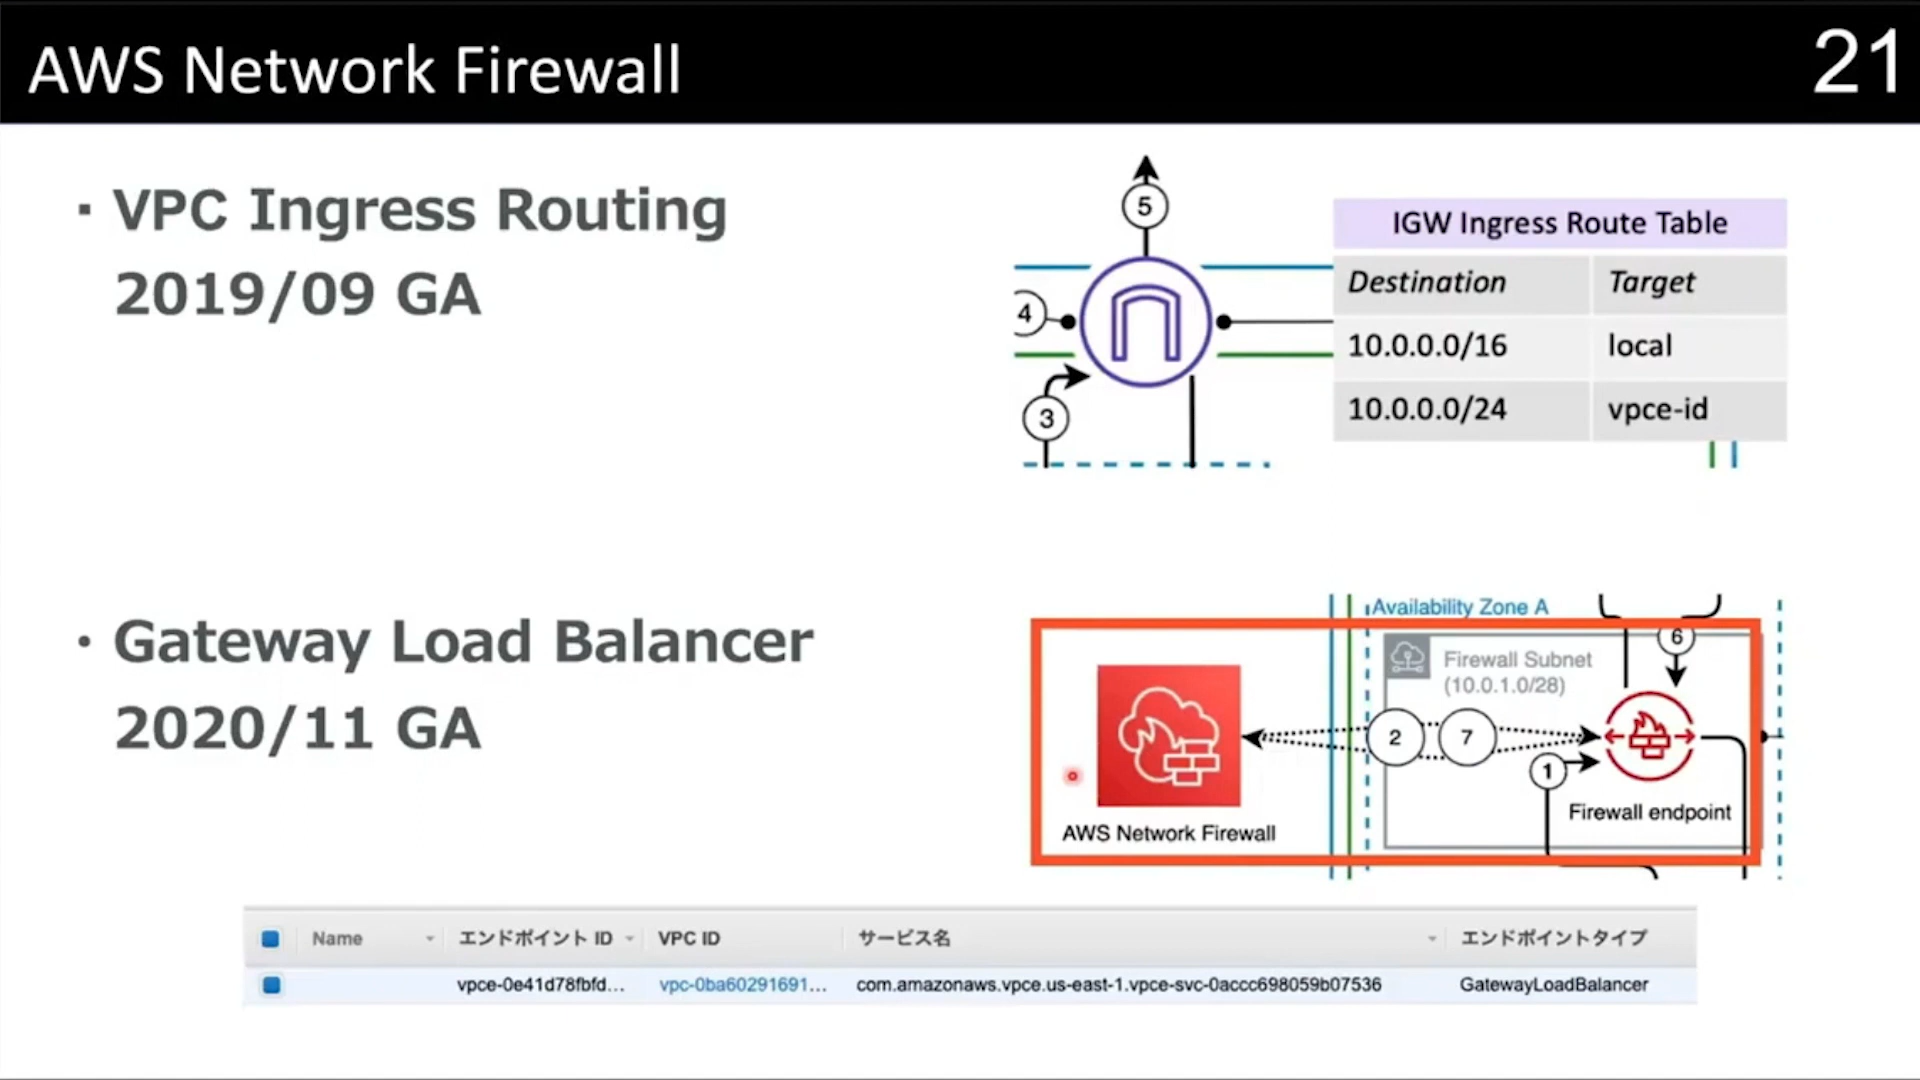 AWS Network Firewall
21
・VPC Ingress Routing
2019/09 GA
5
4
3
IGW Ingress Route Table
Destination Target
10.0.0.0/16 local
10.0.0.0/24 vpce-id
・Gateway Load Balancer
2020/11 GA
Availability Zone A
6
Firewall Subnet
(10.0.1.0/28)
2
7
1
Firewall endpoint
AWS Network Firewall
Name エンドポイント ID VPC ID サービス名 エンドポイントタイプ
vpce-0e41d78fbfd... vpc-0ba60291691... com.amazonaws.vpce.us-east-1.vpce-svc-0accc698059b07536 GatewayLoadBalancer